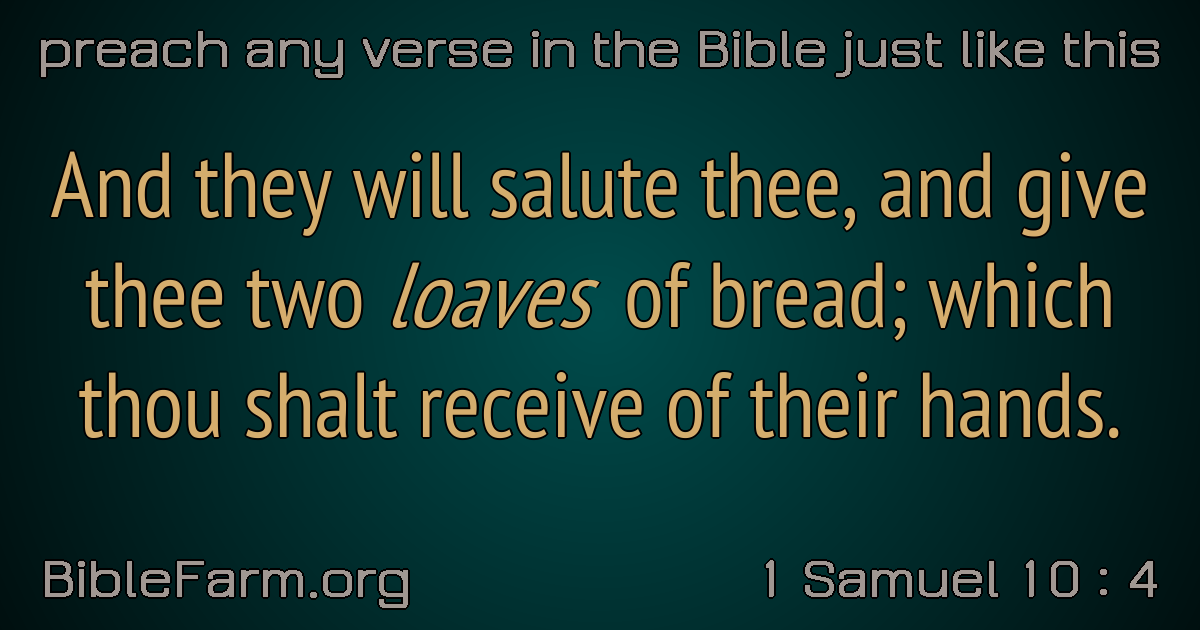 preach any verse in the Bible just like this
And they will salute thee, and give
thee two loaves of bread; which
thou shalt receive of their hands.
BibleFarm.org
1 Samuel 10 : 4